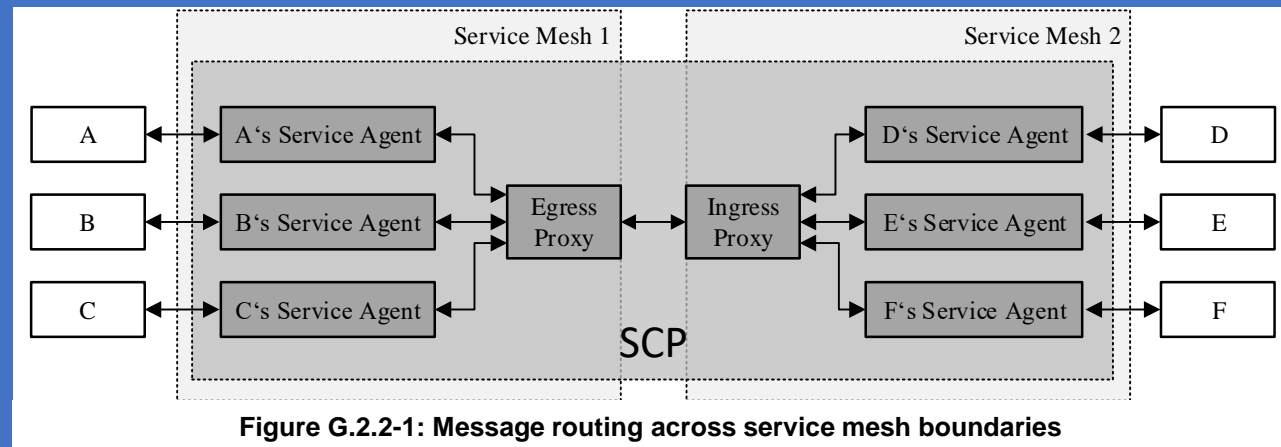 Service Mesh 1
Service Mesh 2
A
A‘s Service Agent
D‘s Service Agent
D
B
B‘s Service Agent
Egress
Proxy
Ingress
Proxy
E‘s Service Agent
E
C
C‘s Service Agent
F‘s Service Agent
F
SCP
Figure G.2.2-1: Message routing across service mesh boundaries